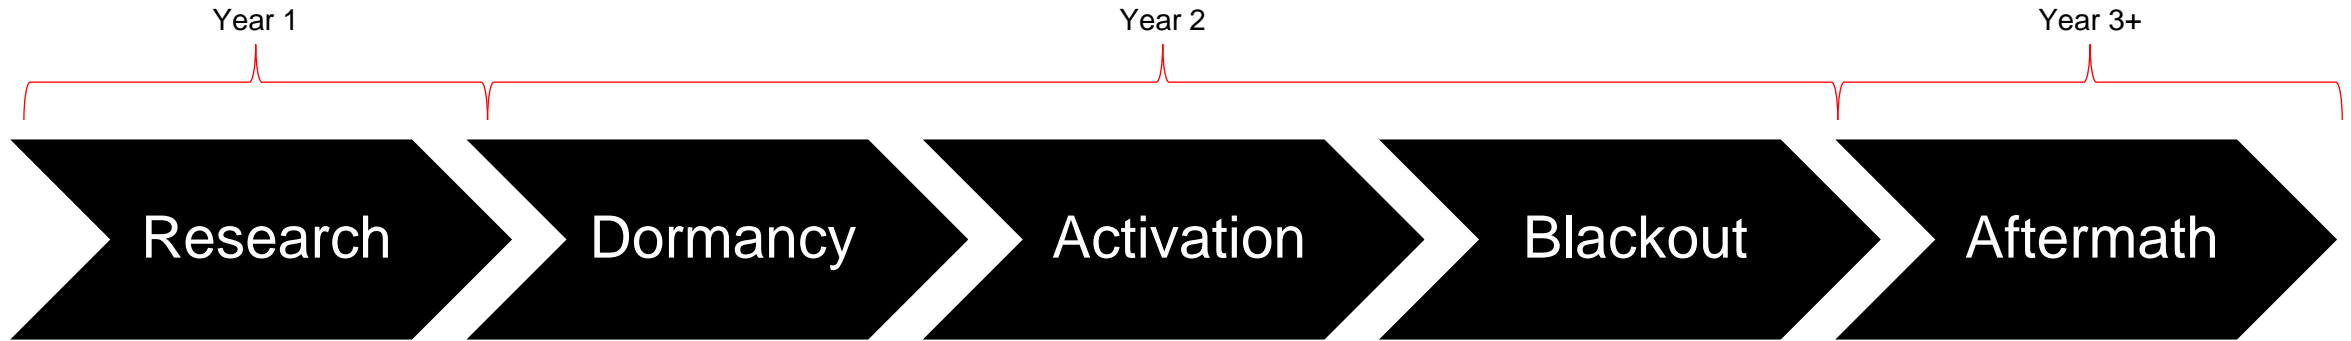 Year 1
Year 2
Year 3+
Research
Dormancy
Activation
Blackout
Aftermath